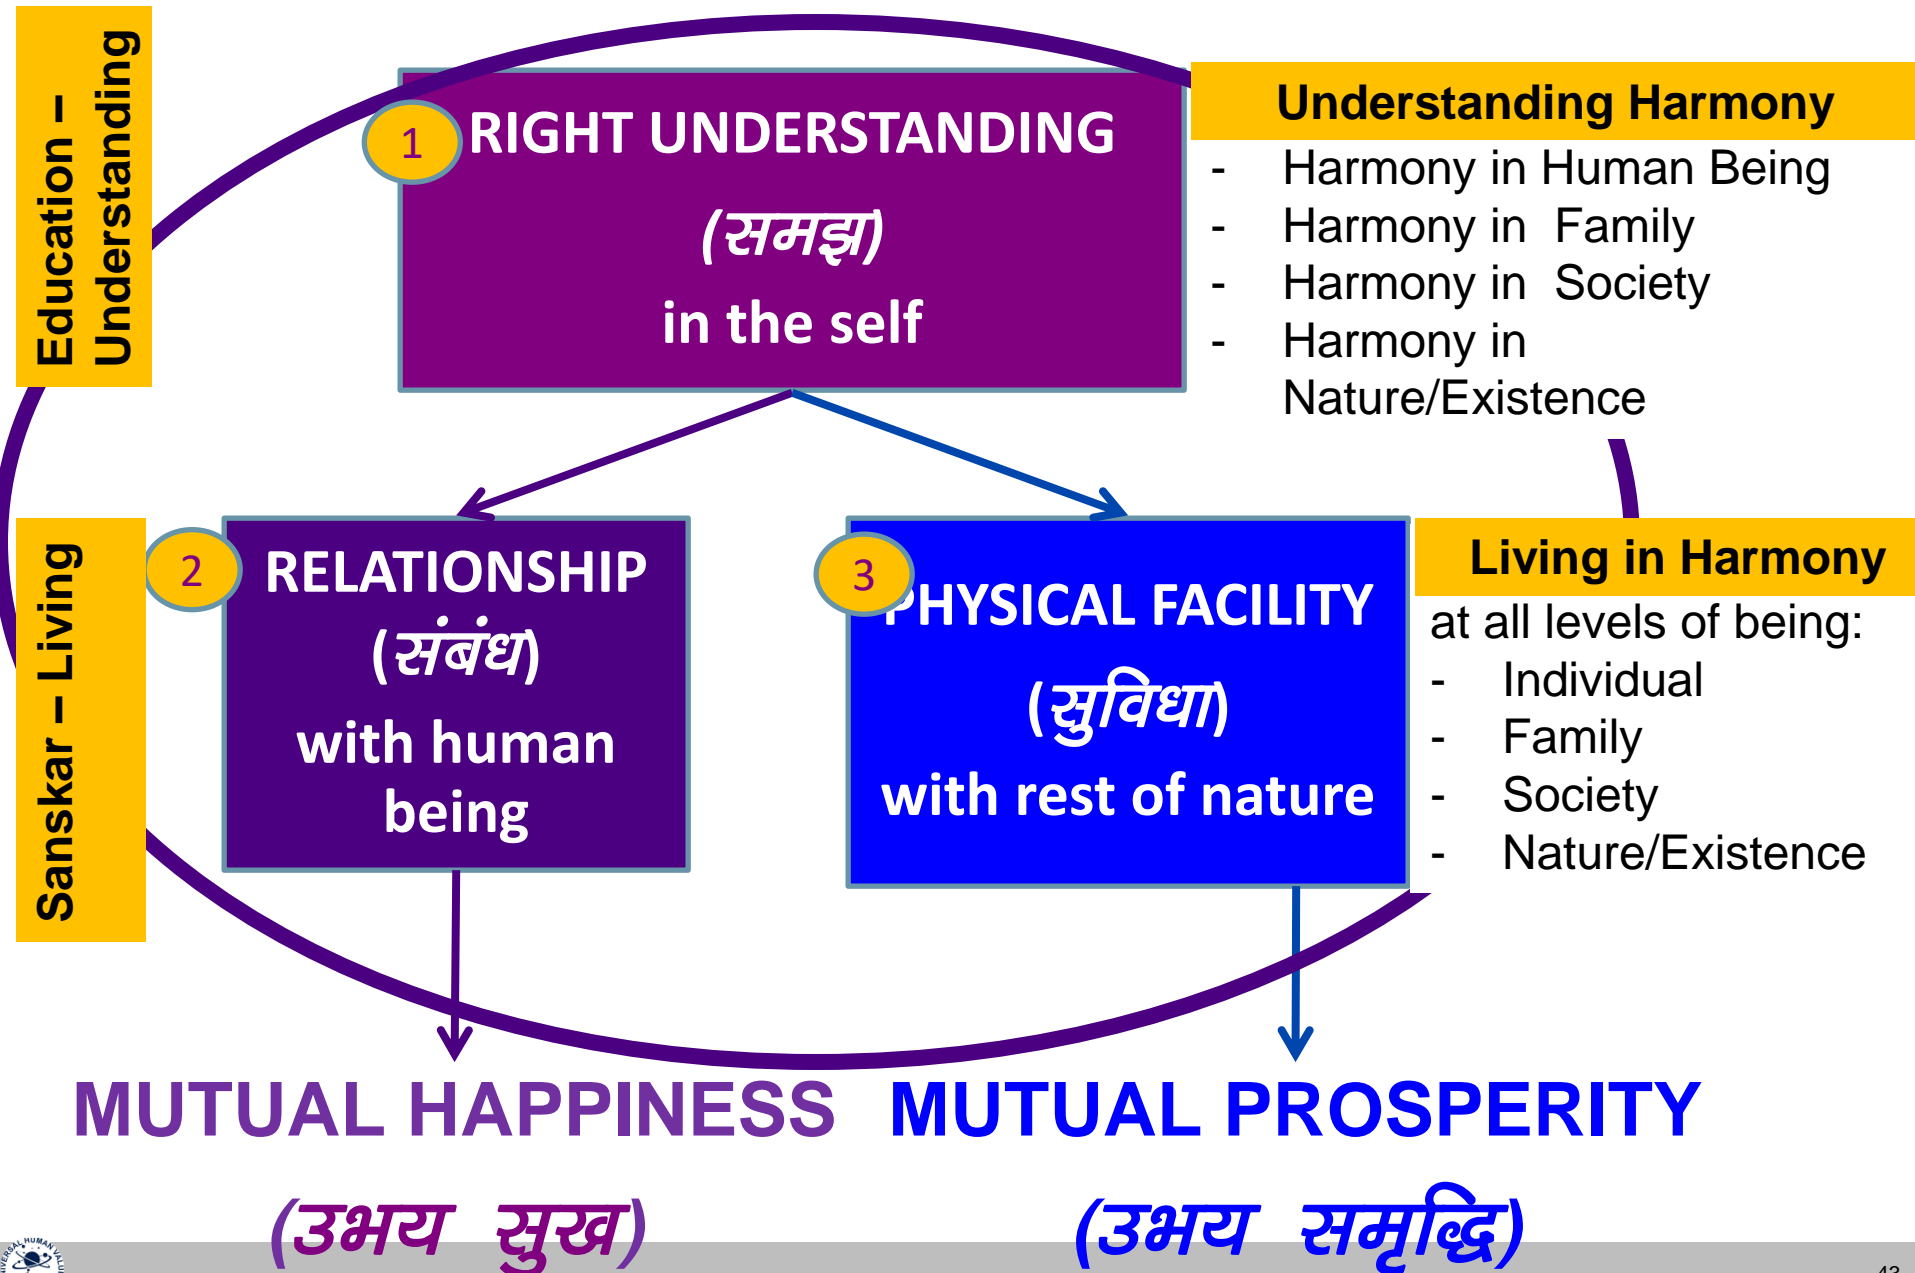 Education –
Understanding
1
RIGHT UNDERSTANDING
(समझ)
in the self
Understanding Harmony
- Harmony in Human Being
- Harmony in Family
- Harmony in Society
- Harmony in
Nature/Existence
Sanskar – Living
2
RELATIONSHIP
(संबंध)
with human
being
3
PHYSICAL FACILITY
(सुविधा)
with rest of nature
Living in Harmony
at all levels of being:
- Individual
- Family
- Society
- Nature/Existence
MUTUAL HAPPINESS
(उभय सुख)
MUTUAL PROSPERITY
(उभय समृद्धि)
43